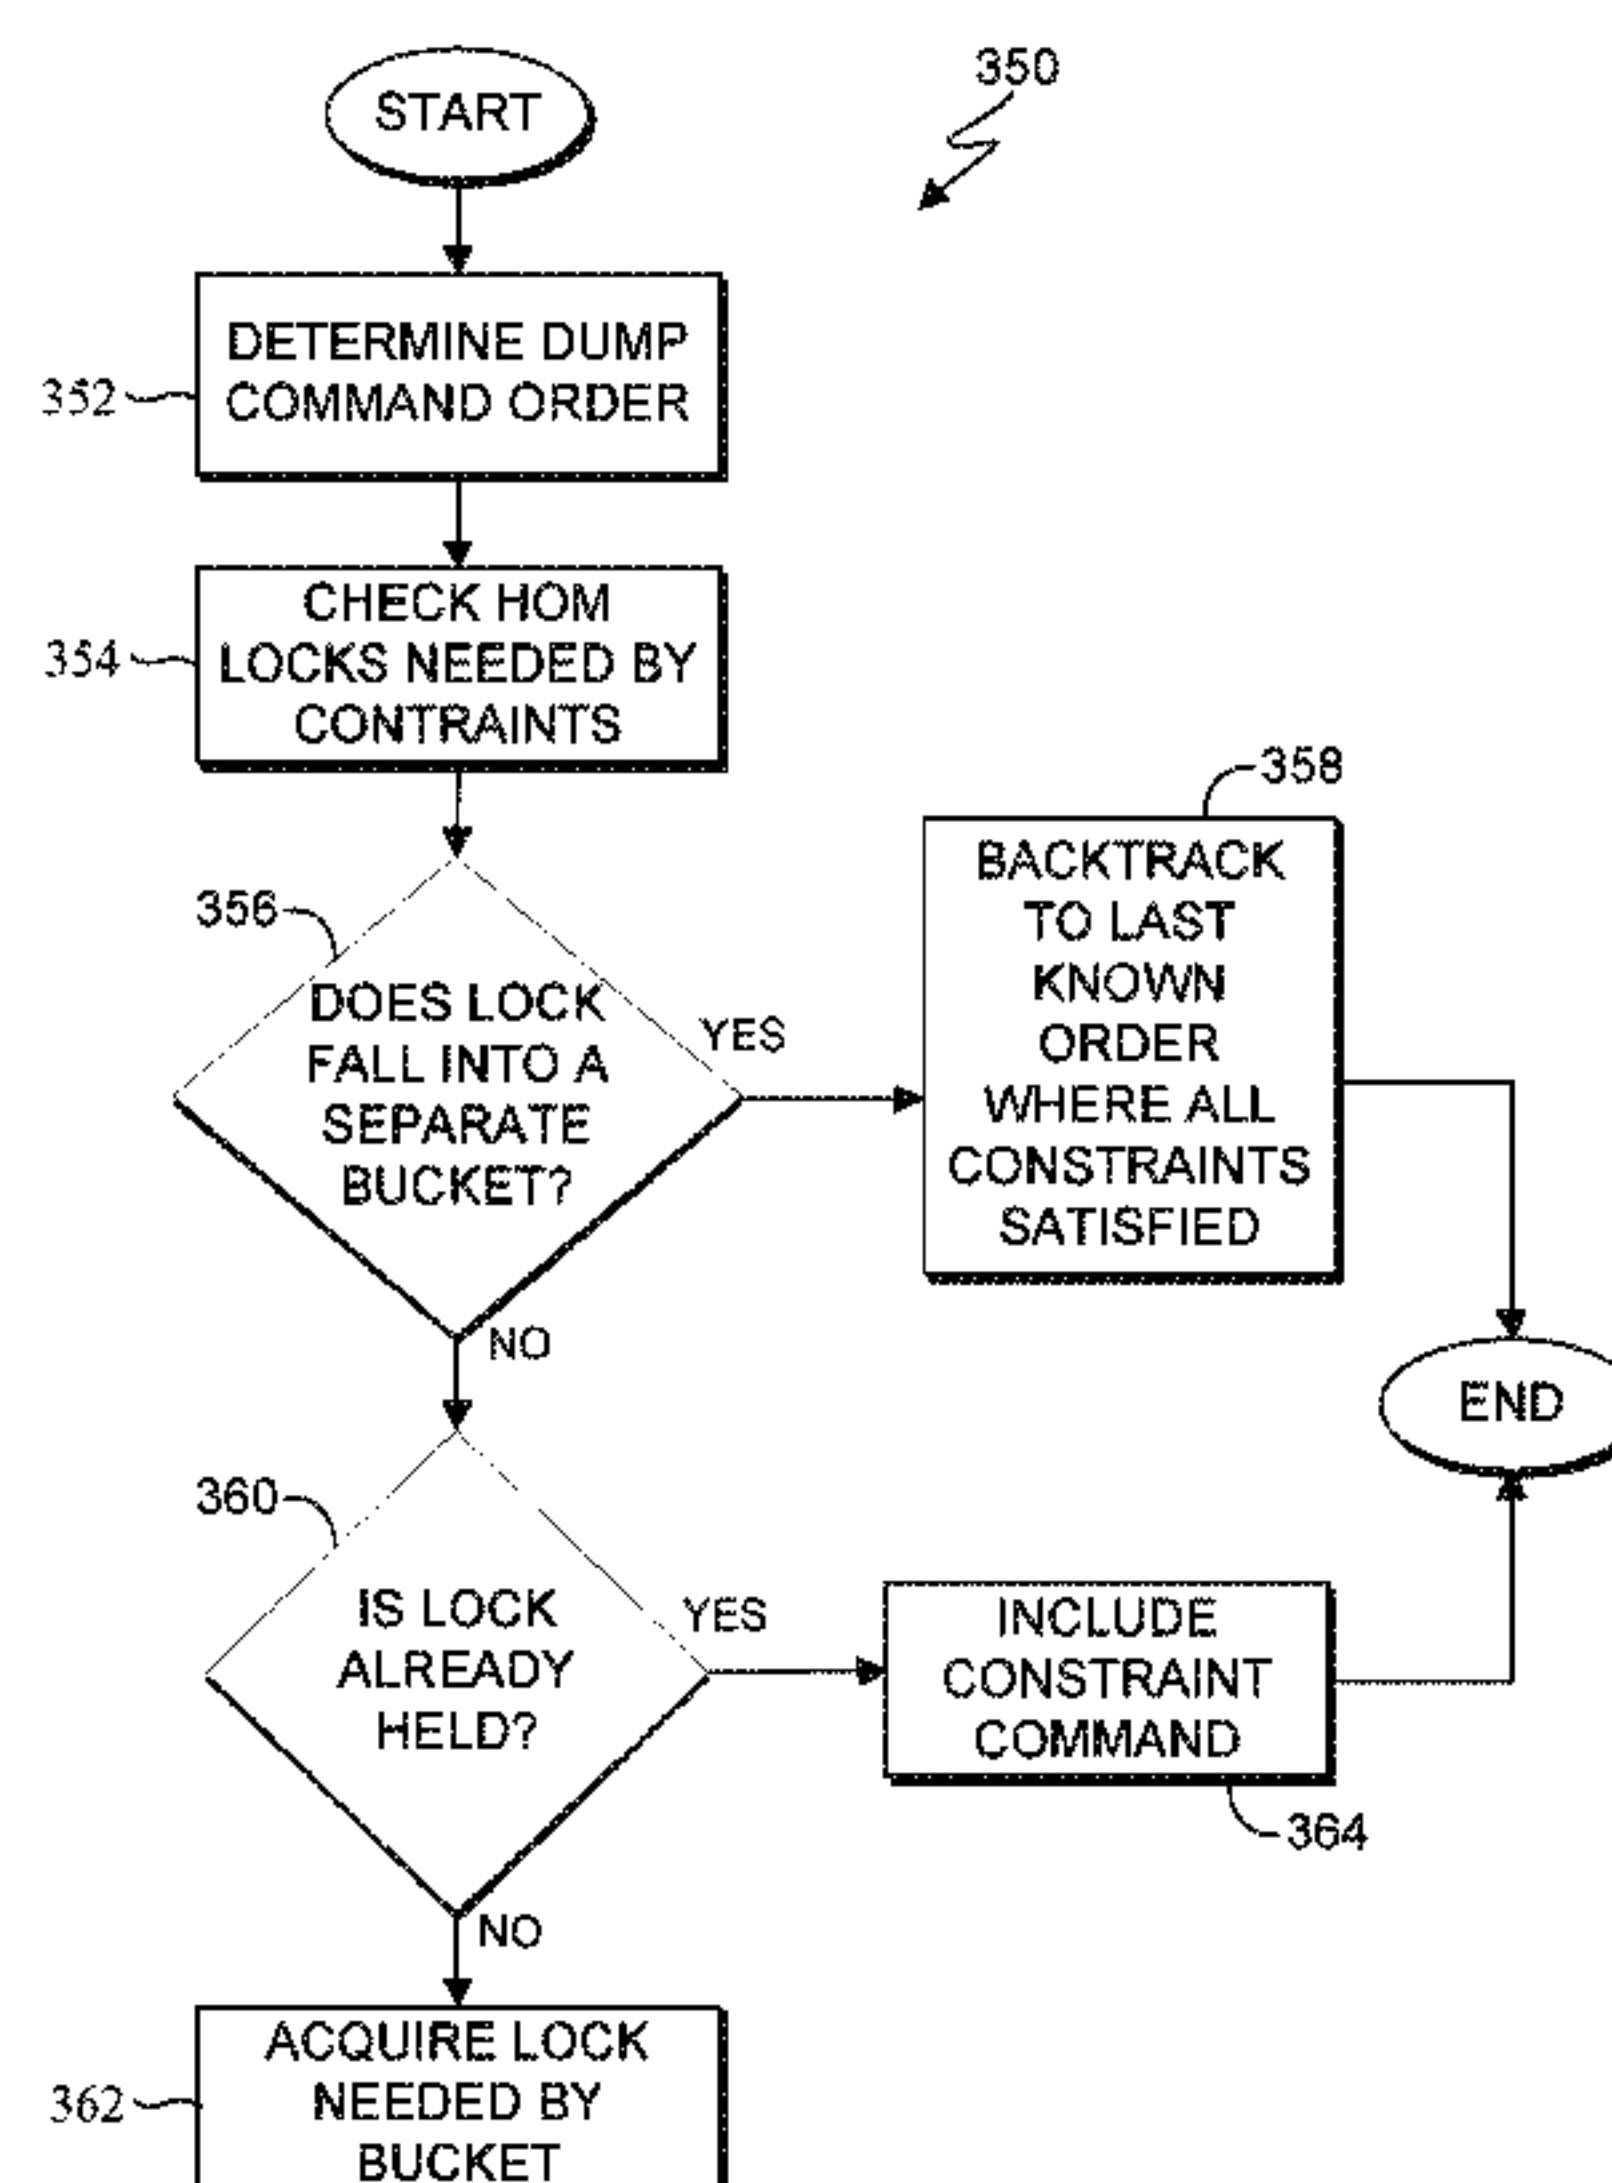 350
START
DETERMINE DUMP
COMMAND ORDER
352
CHECK HOM
LOCKS NEEDED BY
CONTRAINTS
354
358
356
DOES LOCK
FALL INTO A
SEPARATE
BUCKET?
YES
BACKTRACK
TO LAST
KNOWN
ORDER
WHERE ALL
CONSTRAINTS
SATISFIED
NO
END
360
IS LOCK
ALREADY
HELD?
YES
INCLUDE
CONSTRAINT
COMMAND
364
NO
ACQUIRE LOCK
NEEDED BY
BUCKET
362